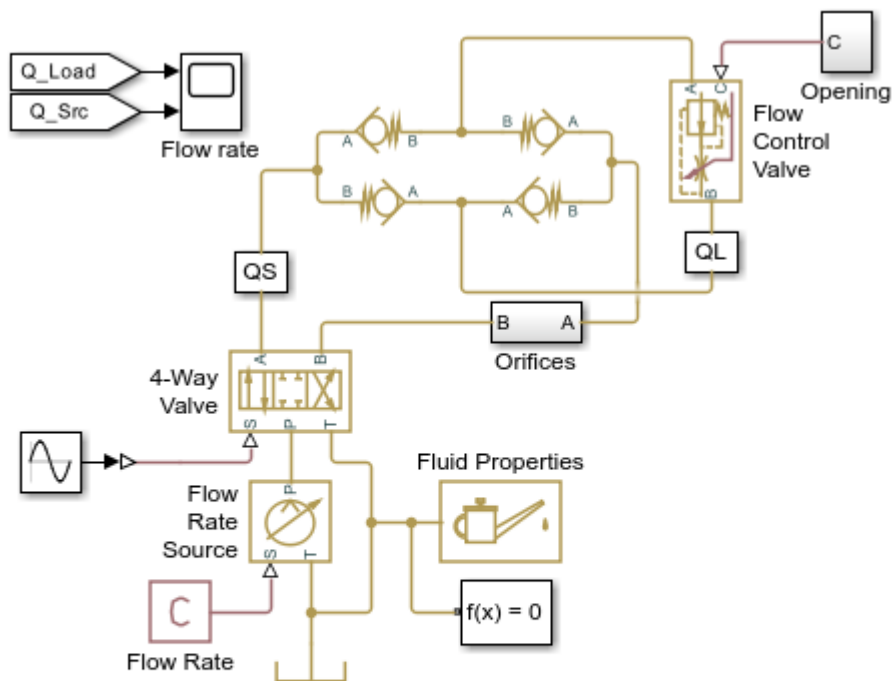 Q_Load
Q_Src
Flow rate
A
B
B
A
B
A
A
B
A
C
B
C
Opening
Flow
Control
Valve
QS
QL
B
A
Orifices
4-Way
Valve
A
B
S
P
T
Flow
Rate
Source
P
S
T
Fluid Properties
C
Flow Rate
f(x) = 0